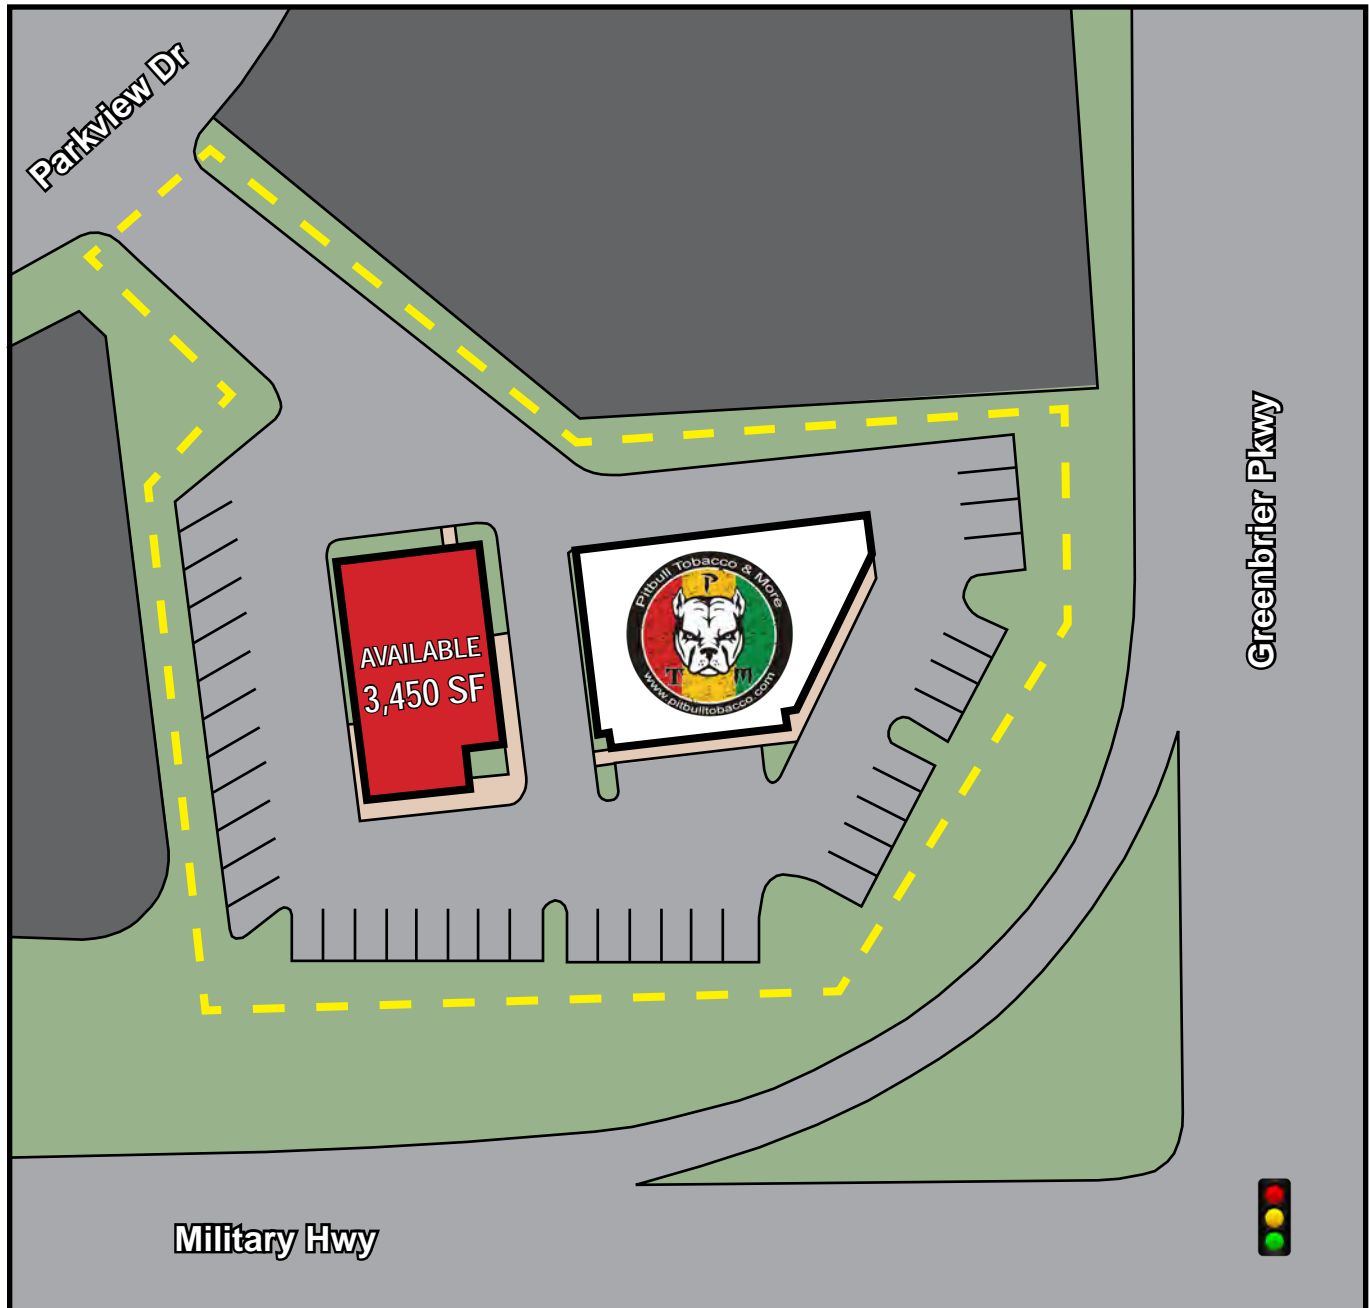 Parkview Dr
Greenbrier Pkwy
AVAILABLE
3,450 SF
Pitbull Tobacco & More
P
T M
www.pitbulltobacco.com
Military Hwy